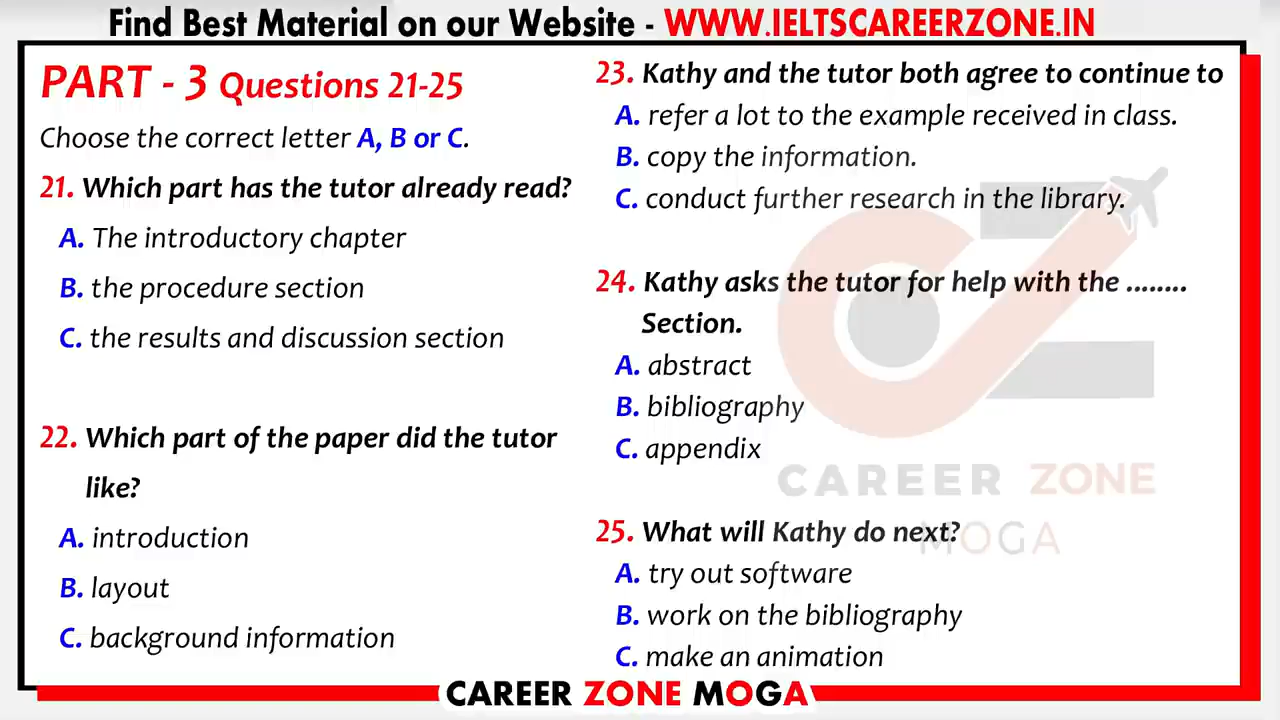 Find Best Material on our Website - WWW.IELTSCAREERZONE.IN
PART - 3 Questions 21-25
Choose the correct letter A, B or C.
21. Which part has the tutor already read?
A. The introductory chapter
B. the procedure section
C. the results and discussion section
22. Which part of the paper did the tutor
like?
A. introduction
B. layout
C. background information
23. Kathy and the tutor both agree to continue to
A. refer a lot to the example received in class.
B. copy the information.
C. conduct further research in the library.
24. Kathy asks the tutor for help with the ........
Section.
A. abstract
B. bibliography
C. appendix
25. What will Kathy do next?
A. try out software
B. work on the bibliography
C. make an animation
CAREER ZONE
MOGA
CAREER ZONE MOGA